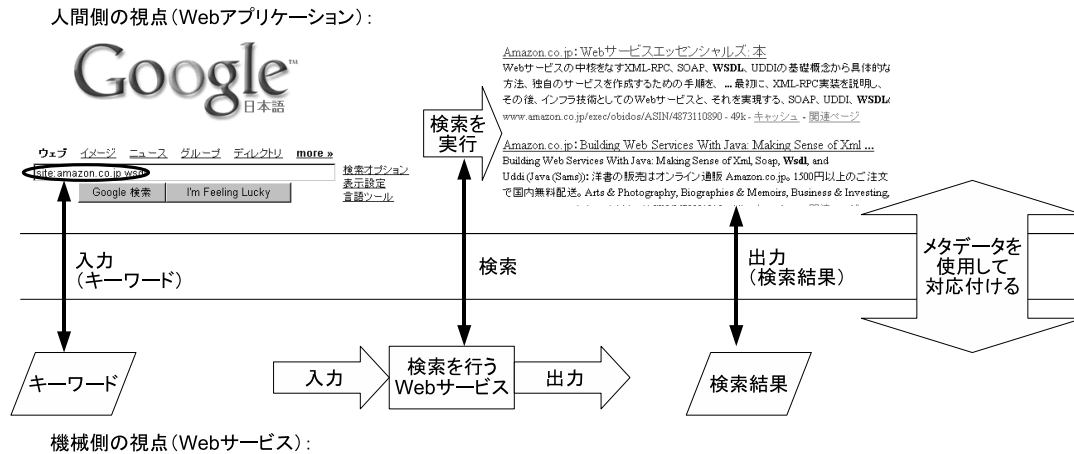 人間側の視点(Webアプリケーション):
Google™
日本語
ウェブ イメージ ニュース グループ ディレクトリ more »
site:amazon.co.jp wsdl
Google 検索 I'm Feeling Lucky
検索オプション
表示設定
言語ツール
検索を
実行
Amazon.co.jp: Webサービスエッセンシャルズ: 本
Webサービスの中核をなすXML-RPC、SOAP、WSDL、UDDIの基礎概念から具体的な
方法、独自のサービスを作成するための手順を、 ... 最初に、XML-RPC実装を説明し、
その後、インフラ技術としてのWebサービスと、それを実現する、SOAP、UDDI、WSDL
www.amazon.co.jp/exec/obidos/ASIN/4873110890 - 49k - キャッシュ - 関連ページ
Amazon.co.jp: Building Web Services With Java: Making Sense of Xml ...
Building Web Services With Java: Making Sense of Xml, Soap, Wsdl, and
Uddi (Java (Sams)): 洋書の販売はオンライン通販 Amazon.co.jp。1500円以上のご注文
で国内無料配送。Arts & Photography, Biographies & Memoirs, Business & Investing,
入力
(キーワード)
検索
出力
(検索結果)
メタデータを
使用して
対応付ける
キーワード
入力
検索を行う
Webサービス
出力
検索結果
機械側の視点(Webサービス):